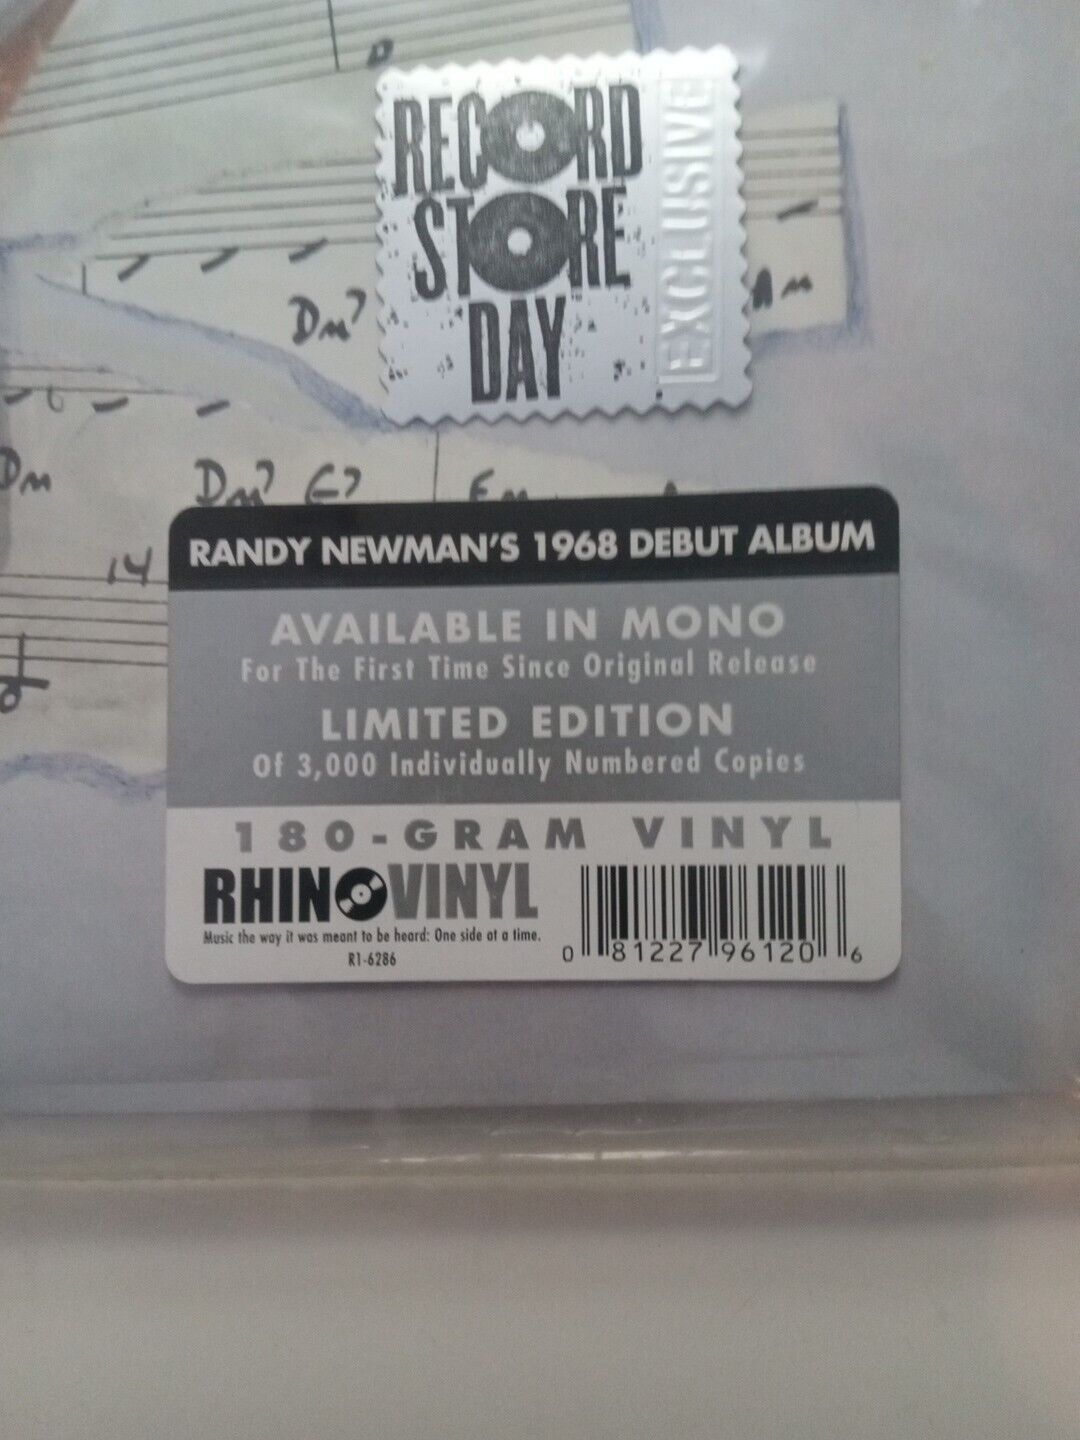 RECORD
STORE
DAY
EXCLUSIVE
Dm7
Am
Dm
Dm7 G7
Em
14
RANDY NEWMAN'S 1968 DEBUT ALBUM
AVAILABLE IN MONO
For The First Time Since Original Release
LIMITED EDITION
Of 3,000 Individually Numbered Copies
180-GRAM VINYL
RHINO VINYL
Music the way it was meant to be heard: One side at a time.
R1-6286
0 81227 96120 6